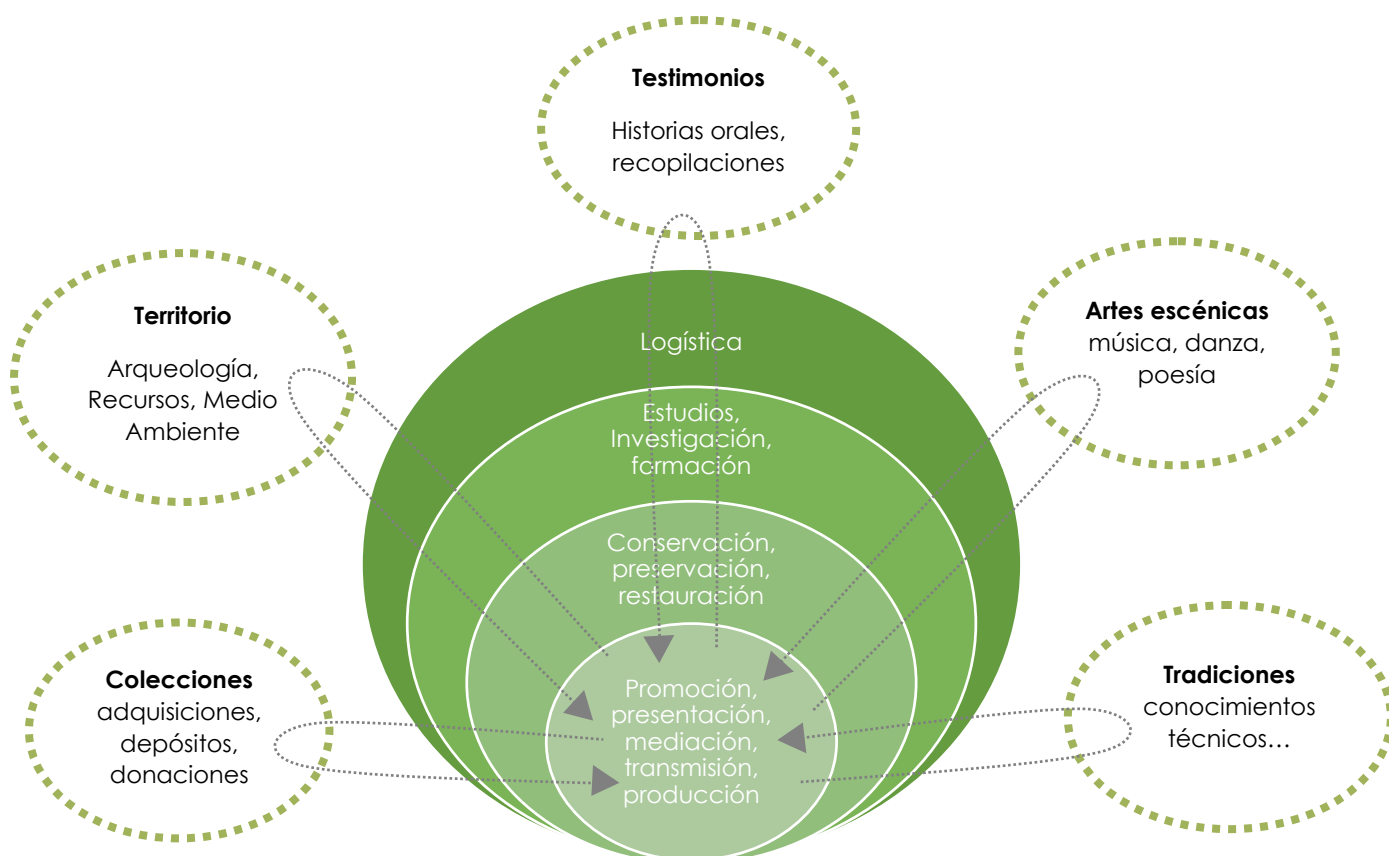 Testimonios
Historias orales,
recopilaciones
Territorio
Arqueología,
Recursos, Medio
Ambiente
Artes escénicas
música, danza,
poesía
Logística
Estudios,
Investigación,
formación
Conservación,
preservación,
restauración
Colecciones
adquisiciones,
depósitos,
donaciones
Promoción,
presentación,
mediación,
transmisión,
producción
Tradiciones
conocimientos
técnicos…